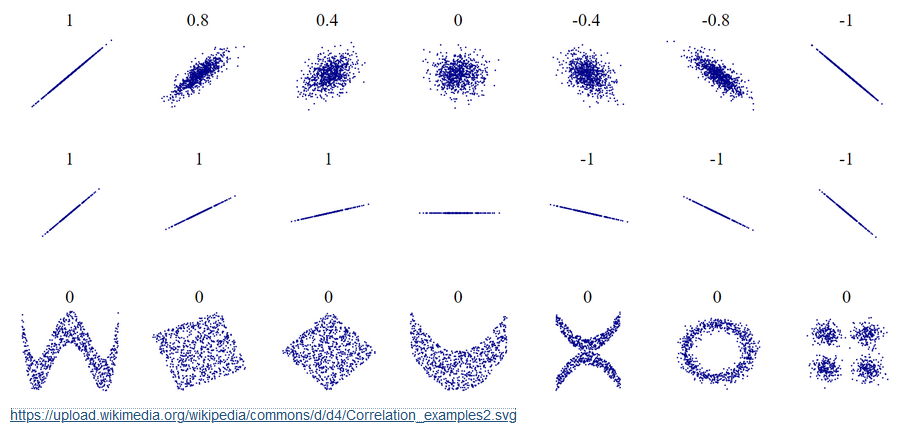 1 0.8 0.4 0 -0.4 -0.8 -1
1 1 1 -1 -1 -1
0 0 0 0 0 0 0
https://upload.wikimedia.org/wikipedia/commons/d/d4/Correlation_examples2.svg